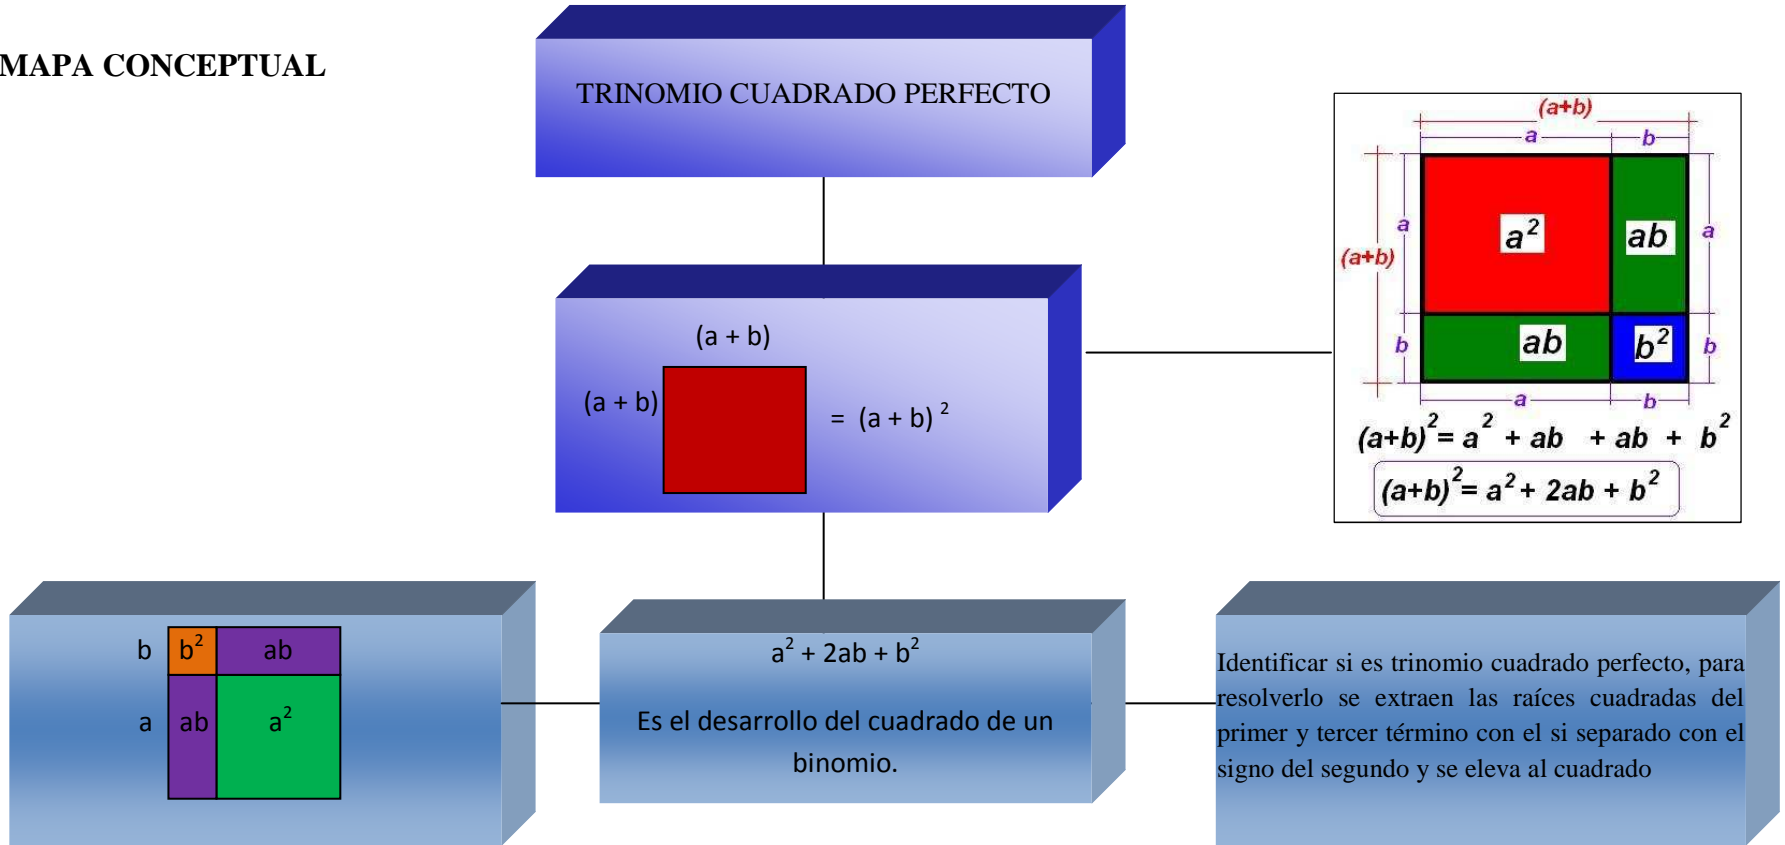 MAPA CONCEPTUAL
TRINOMIO CUADRADO PERFECTO
(a+b)
a b
a a² ab a
(a+b)
b ab b² b
a b
(a+b)²= a² + ab + ab + b²
(a+b)²= a² + 2ab + b²
(a + b)
(a + b)
= (a + b) ²
b b² ab
a ab a²
a² + 2ab + b²
Es el desarrollo del cuadrado de un
binomio.
Identificar si es trinomio cuadrado perfecto, para
resolverlo se extraen las raíces cuadradas del
primer y tercer término con el si separado con el
signo del segundo y se eleva al cuadrado